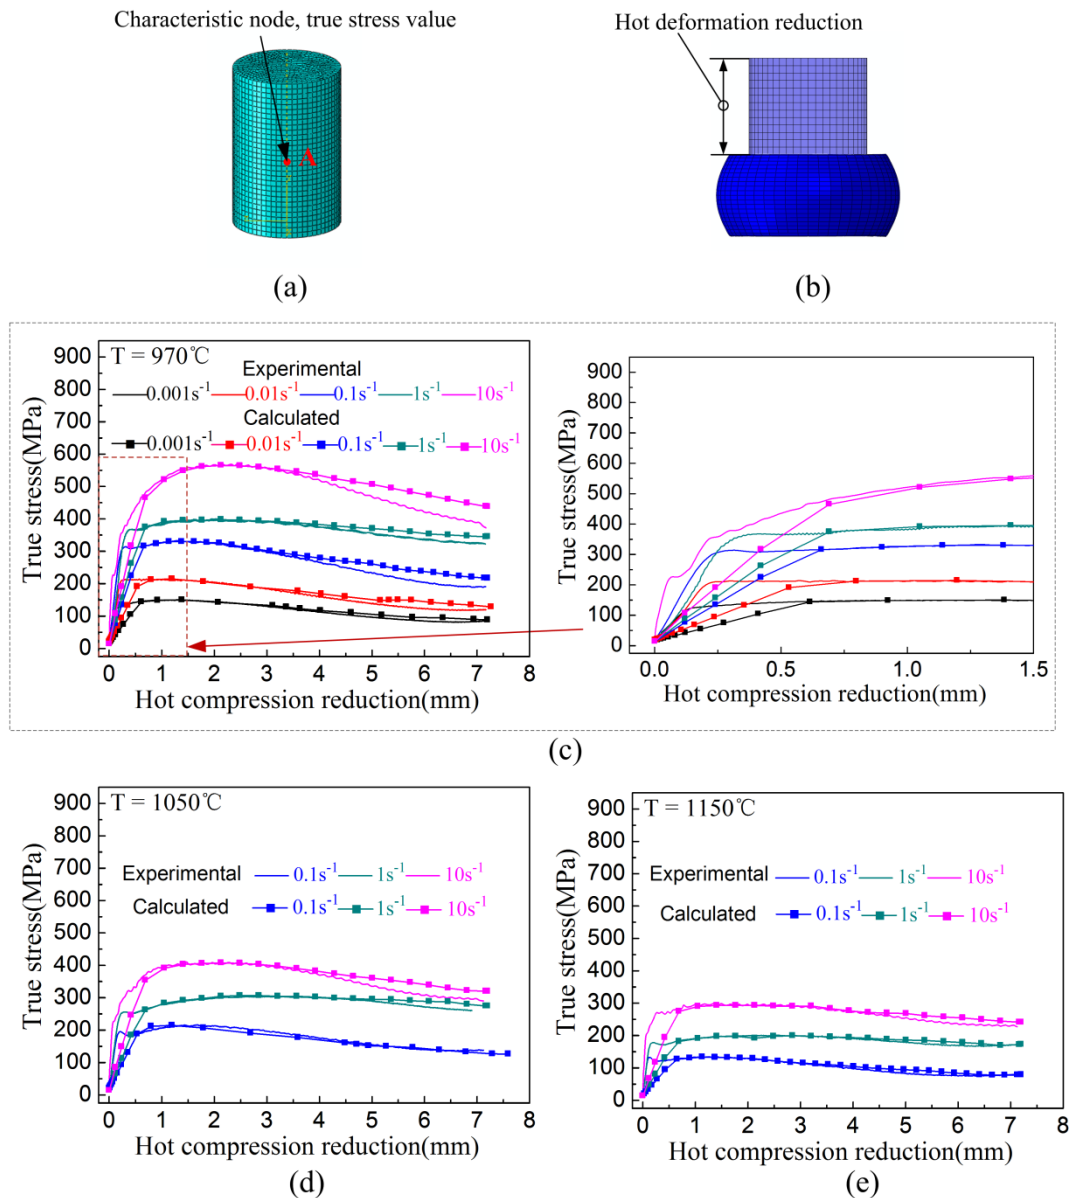 Characteristic node, true stress value
Hot deformation reduction
A
(a)
(b)
T = 970℃
Experimental
0.001s-1 0.01s-1 0.1s-1 1s-1 10s-1
Calculated
0.001s-1 0.01s-1 0.1s-1 1s-1 10s-1
900
800
700
600
500
400
300
200
100
0
True stress(MPa)
0 1 2 3 4 5 6 7 8
Hot compression reduction(mm)
900
800
700
600
500
400
300
200
100
0
True stress(MPa)
0.0 0.5 1.0 1.5
Hot compression reduction(mm)
(c)
T = 1050℃
Experimental 0.1s-1 1s-1 10s-1
Calculated 0.1s-1 1s-1 10s-1
900
800
700
600
500
400
300
200
100
0
True stress(MPa)
0 1 2 3 4 5 6 7 8
Hot compression reduction(mm)
(d)
T = 1150℃
Experimental 0.1s-1 1s-1 10s-1
Calculated 0.1s-1 1s-1 10s-1
900
800
700
600
500
400
300
200
100
0
True stress(MPa)
0 1 2 3 4 5 6 7 8
Hot compression reduction(mm)
(e)